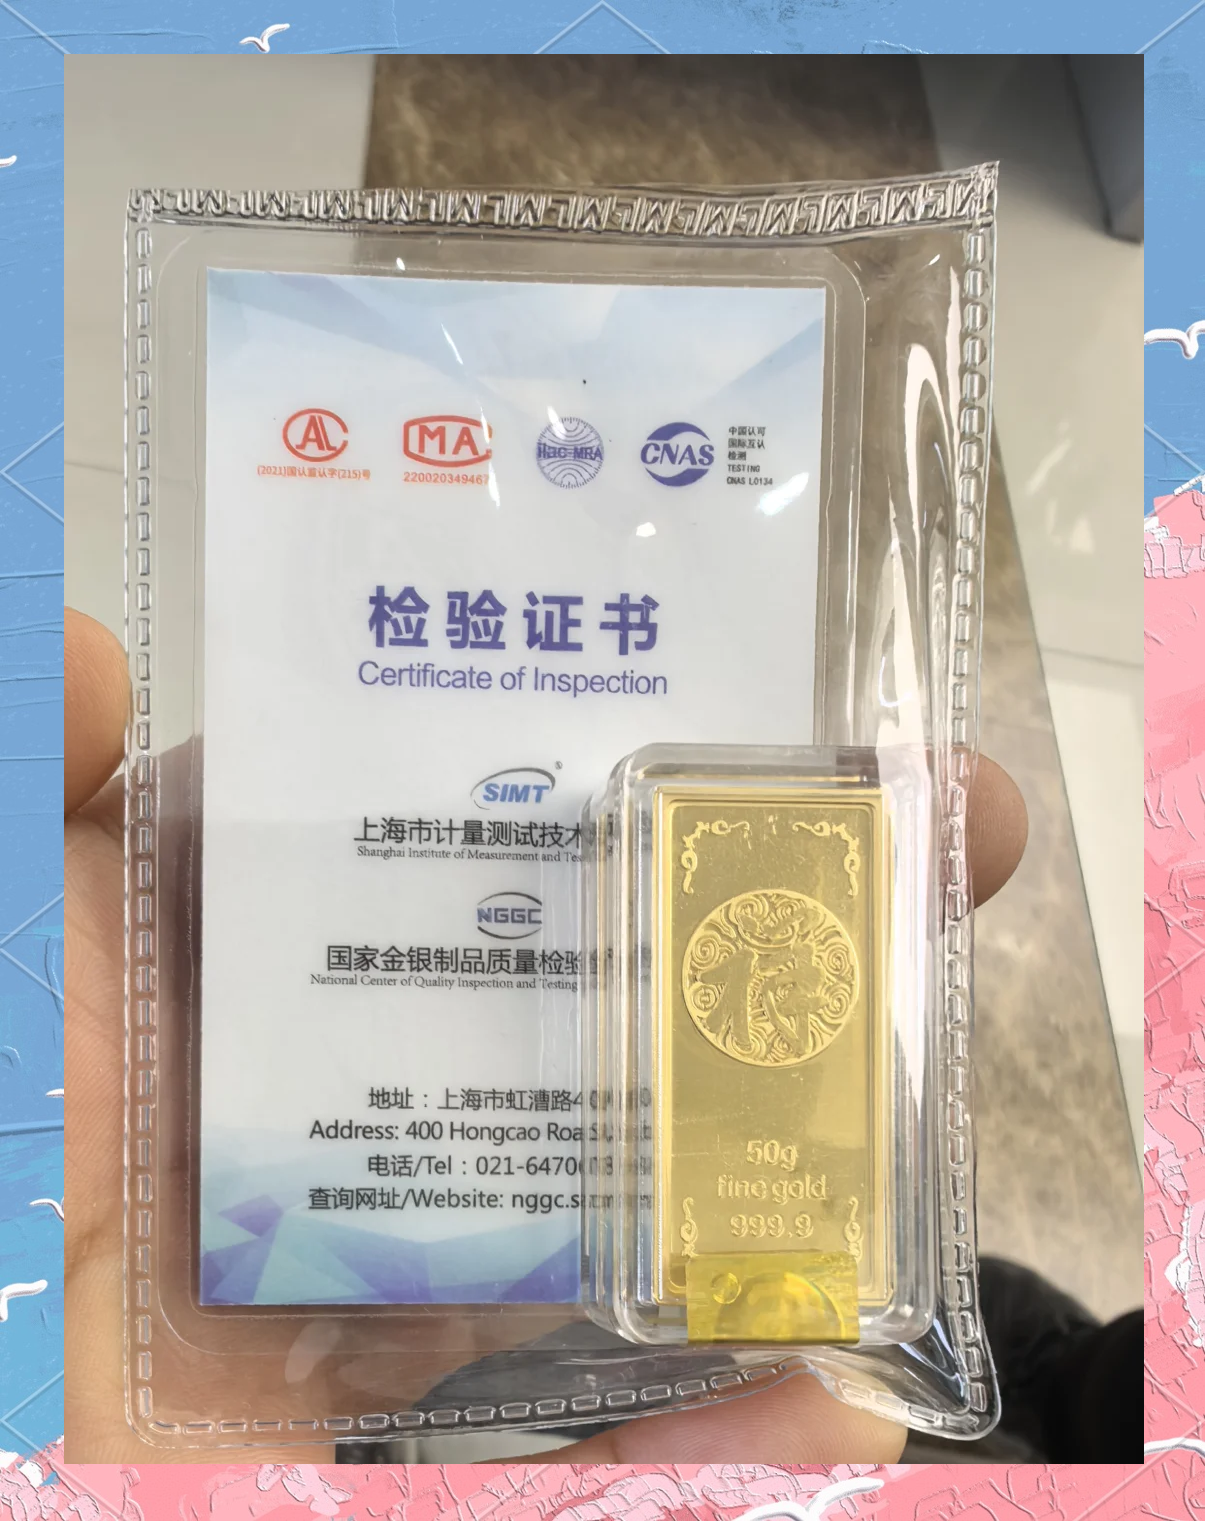 AL
(2021)国认监认字(215)号
MA
220020349467
ilac-MRA
CNAS
中国认可
国际互认
检测
TESTING
CNAS L0134
检验证书
Certificate of Inspection
SIMT
上海市计量测试技术
Shanghai Institute of Measurement and
NGGC
国家金银制品质量检验
National Center of Quality Inspection and Testing
地址：上海市虹漕路
Address: 400 Hongcao
电话/Tel：021-6470
查询网址/Website: nggc.
50g
fine gold
999.9